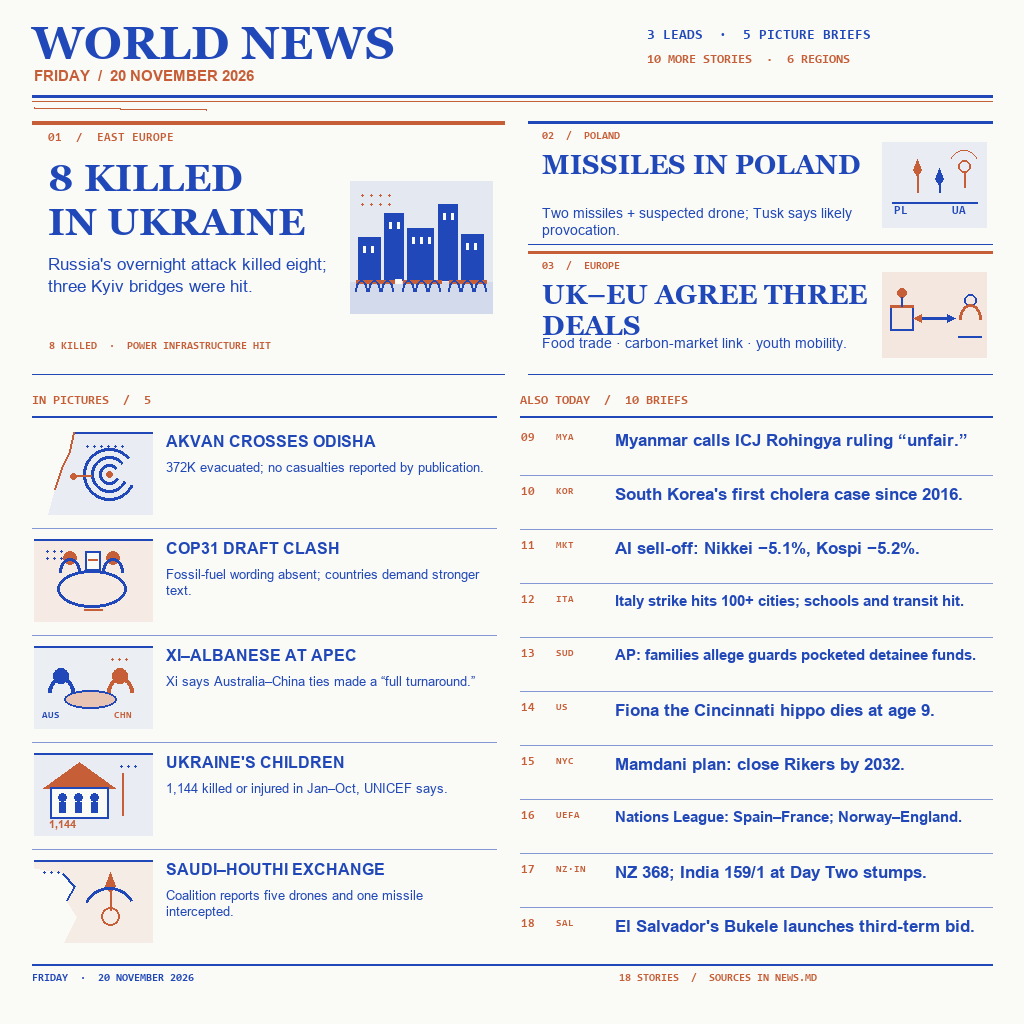 WORLD NEWS
FRIDAY / 20 NOVEMBER 2026
3 LEADS · 5 PICTURE BRIEFS
10 MORE STORIES · 6 REGIONS
01 / EAST EUROPE
8 KILLED
IN UKRAINE
Russia's overnight attack killed eight;
three Kyiv bridges were hit.
8 KILLED · POWER INFRASTRUCTURE HIT
02 / POLAND
MISSILES IN POLAND
Two missiles + suspected drone; Tusk says likely
provocation.
PL UA
03 / EUROPE
UK–EU AGREE THREE
DEALS
Food trade · carbon-market link · youth mobility.
IN PICTURES / 5
AKVAN CROSSES ODISHA
372K evacuated; no casualties reported by publication.
COP31 DRAFT CLASH
Fossil-fuel wording absent; countries demand stronger
text.
XI–ALBANESE AT APEC
Xi says Australia–China ties made a “full turnaround.”
AUS CHN
UKRAINE'S CHILDREN
1,144 killed or injured in Jan–Oct, UNICEF says.
1,144
SAUDI–HOUTHI EXCHANGE
Coalition reports five drones and one missile
intercepted.
ALSO TODAY / 10 BRIEFS
09 MYA Myanmar calls ICJ Rohingya ruling “unfair.”
10 KOR South Korea's first cholera case since 2016.
11 MKT AI sell-off: Nikkei −5.1%, Kospi −5.2%.
12 ITA Italy strike hits 100+ cities; schools and transit hit.
13 SUD AP: families allege guards pocketed detainee funds.
14 US Fiona the Cincinnati hippo dies at age 9.
15 NYC Mamdani plan: close Rikers by 2032.
16 UEFA Nations League: Spain–France; Norway–England.
17 NZ·IN NZ 368; India 159/1 at Day Two stumps.
18 SAL El Salvador's Bukele launches third-term bid.
FRIDAY · 20 NOVEMBER 2026
18 STORIES / SOURCES IN NEWS.MD